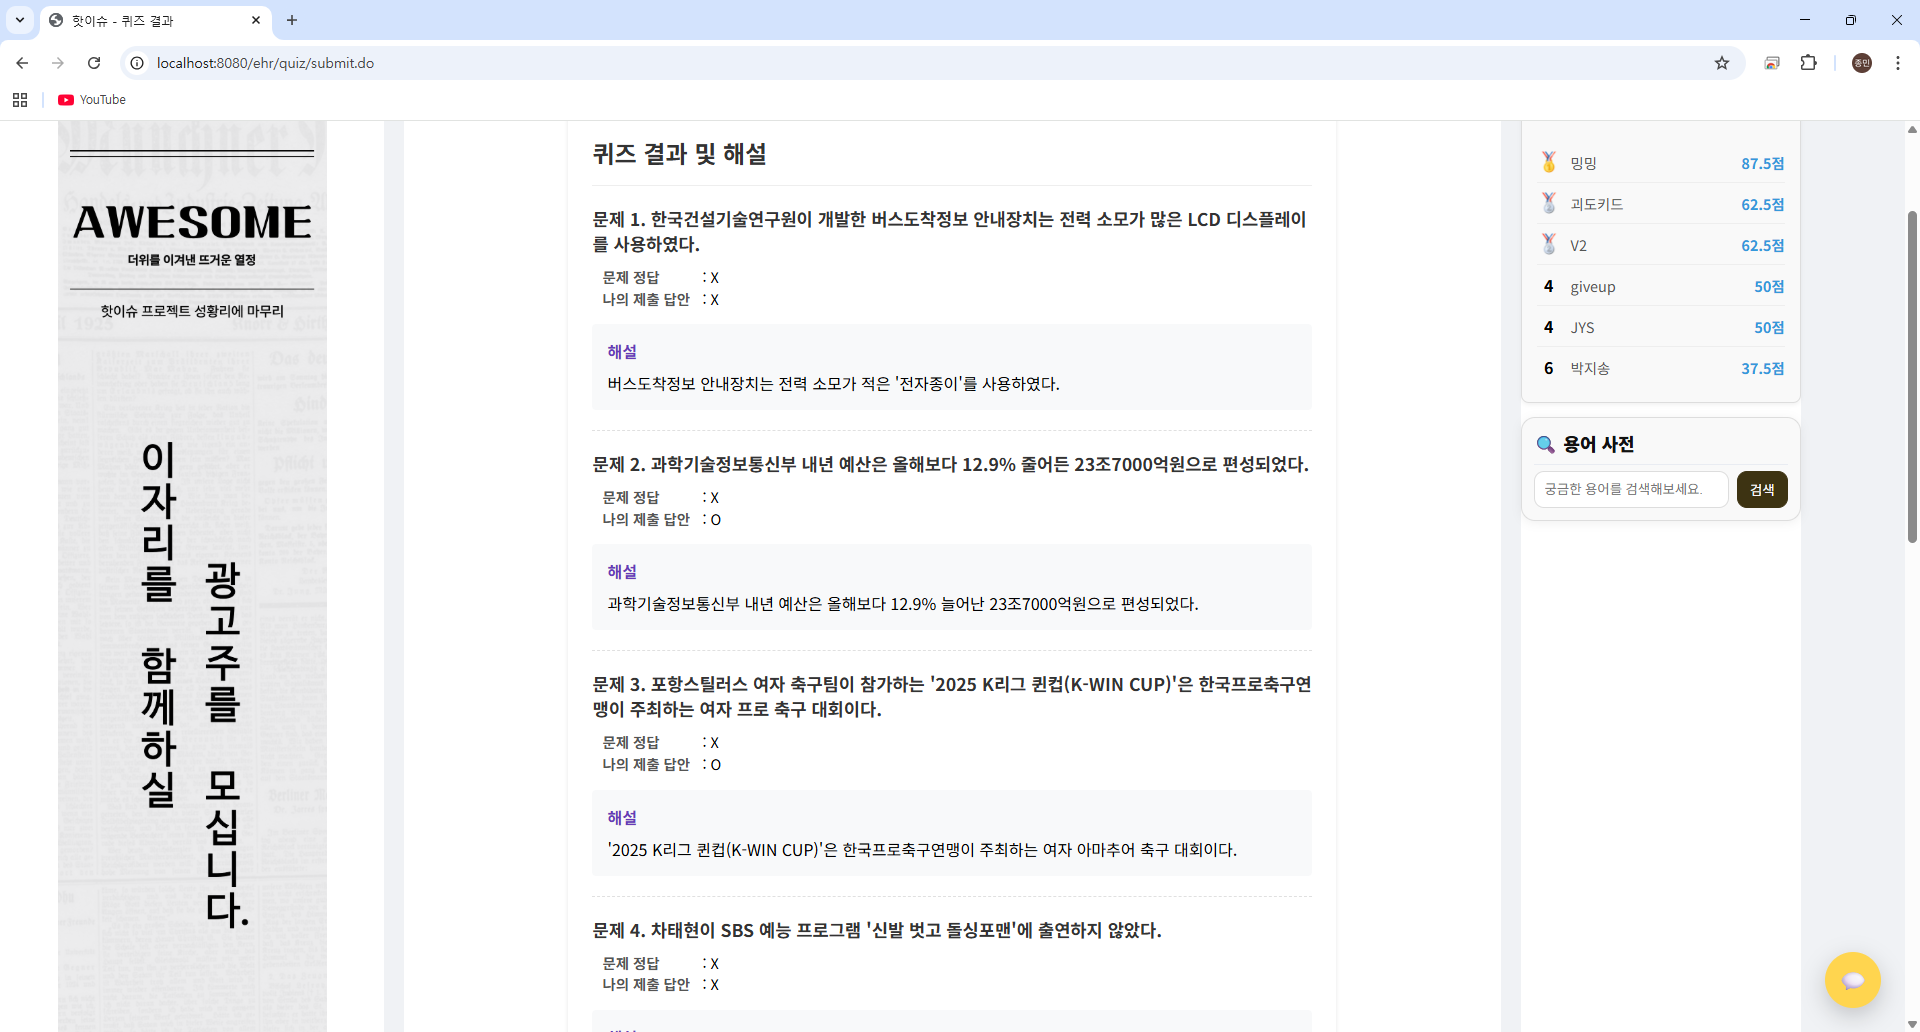 핫이슈 - 퀴즈 결과
localhost:8080/ehr/quiz/submit.do
종민
YouTube
AWESOME
더위를 이겨낸 뜨거운 열정
핫이슈 프로젝트 성황리에 마무리
이자리를 함께하실
광고주를 모십니다.
퀴즈 결과 및 해설
문제 1. 한국건설기술연구원이 개발한 버스도착정보 안내장치는 전력 소모가 많은 LCD 디스플레이
를 사용하였다.
문제 정답 : X
나의 제출 답안 : X
해설
버스도착정보 안내장치는 전력 소모가 적은 '전자종이'를 사용하였다.
문제 2. 과학기술정보통신부 내년 예산은 올해보다 12.9% 줄어든 23조7000억원으로 편성되었다.
문제 정답 : X
나의 제출 답안 : O
해설
과학기술정보통신부 내년 예산은 올해보다 12.9% 늘어난 23조7000억원으로 편성되었다.
문제 3. 포항스틸러스 여자 축구팀이 참가하는 '2025 K리그 퀸컵(K-WIN CUP)'은 한국프로축구연
맹이 주최하는 여자 프로 축구 대회이다.
문제 정답 : X
나의 제출 답안 : O
해설
'2025 K리그 퀸컵(K-WIN CUP)'은 한국프로축구연맹이 주최하는 여자 아마추어 축구 대회이다.
문제 4. 차태현이 SBS 예능 프로그램 '신발 벗고 돌싱포맨'에 출연하지 않았다.
문제 정답 : X
나의 제출 답안 : X
밍밍 87.5점
괴도키드 62.5점
V2 62.5점
4 giveup 50점
4 JYS 50점
6 박지송 37.5점
용어 사전
궁금한 용어를 검색해보세요. 검색